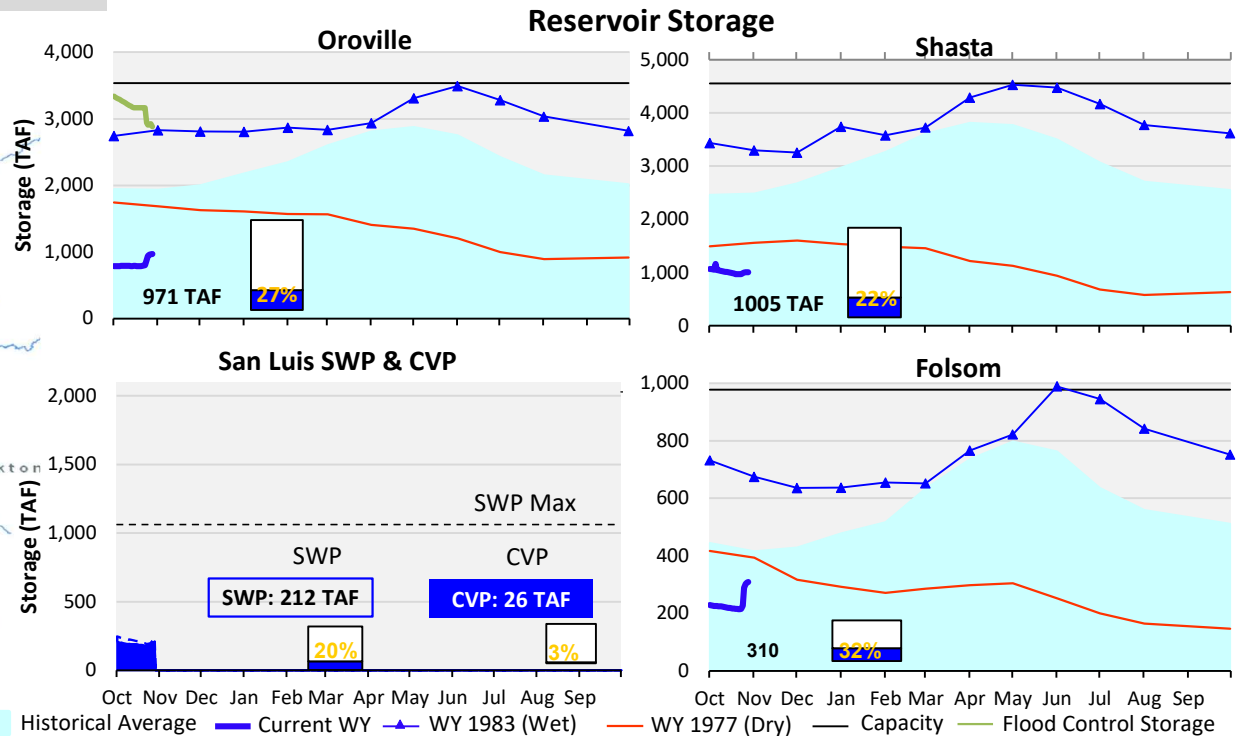 Reservoir Storage
Oroville
Storage (TAF)
4,000
3,000
2,000
1,000
0
971 TAF
27%
Shasta
5,000
4,000
3,000
2,000
1,000
0
1005 TAF
22%
San Luis SWP & CVP
Storage (TAF)
2,000
1,500
1,000
500
0
SWP Max
SWP CVP
SWP: 212 TAF CVP: 26 TAF
20% 3%
Oct Nov Dec Jan Feb Mar Apr May Jun Jul Aug Sep
Folsom
1,000
800
600
400
200
0
310
32%
Oct Nov Dec Jan Feb Mar Apr May Jun Jul Aug Sep
kton
Historical Average Current WY WY 1983 (Wet) WY 1977 (Dry) Capacity Flood Control Storage